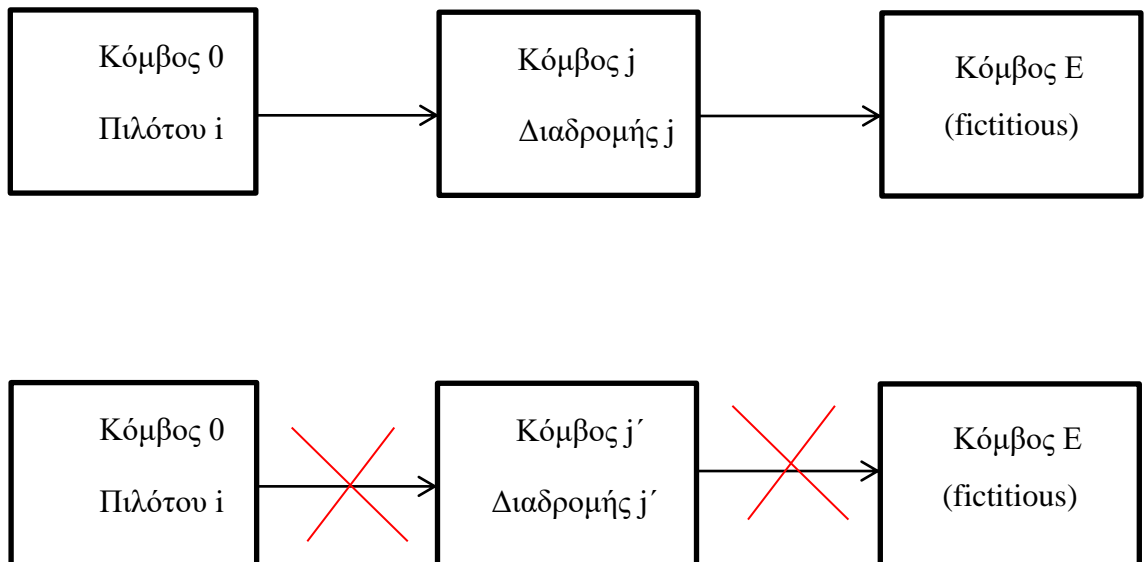 Κόμβος 0
Πιλότου i
Κόμβος j
Διαδρομής j
Κόμβος E
(fictitious)
Κόμβος 0
Πιλότου i
Κόμβος j΄
Διαδρομής j΄
Κόμβος E
(fictitious)